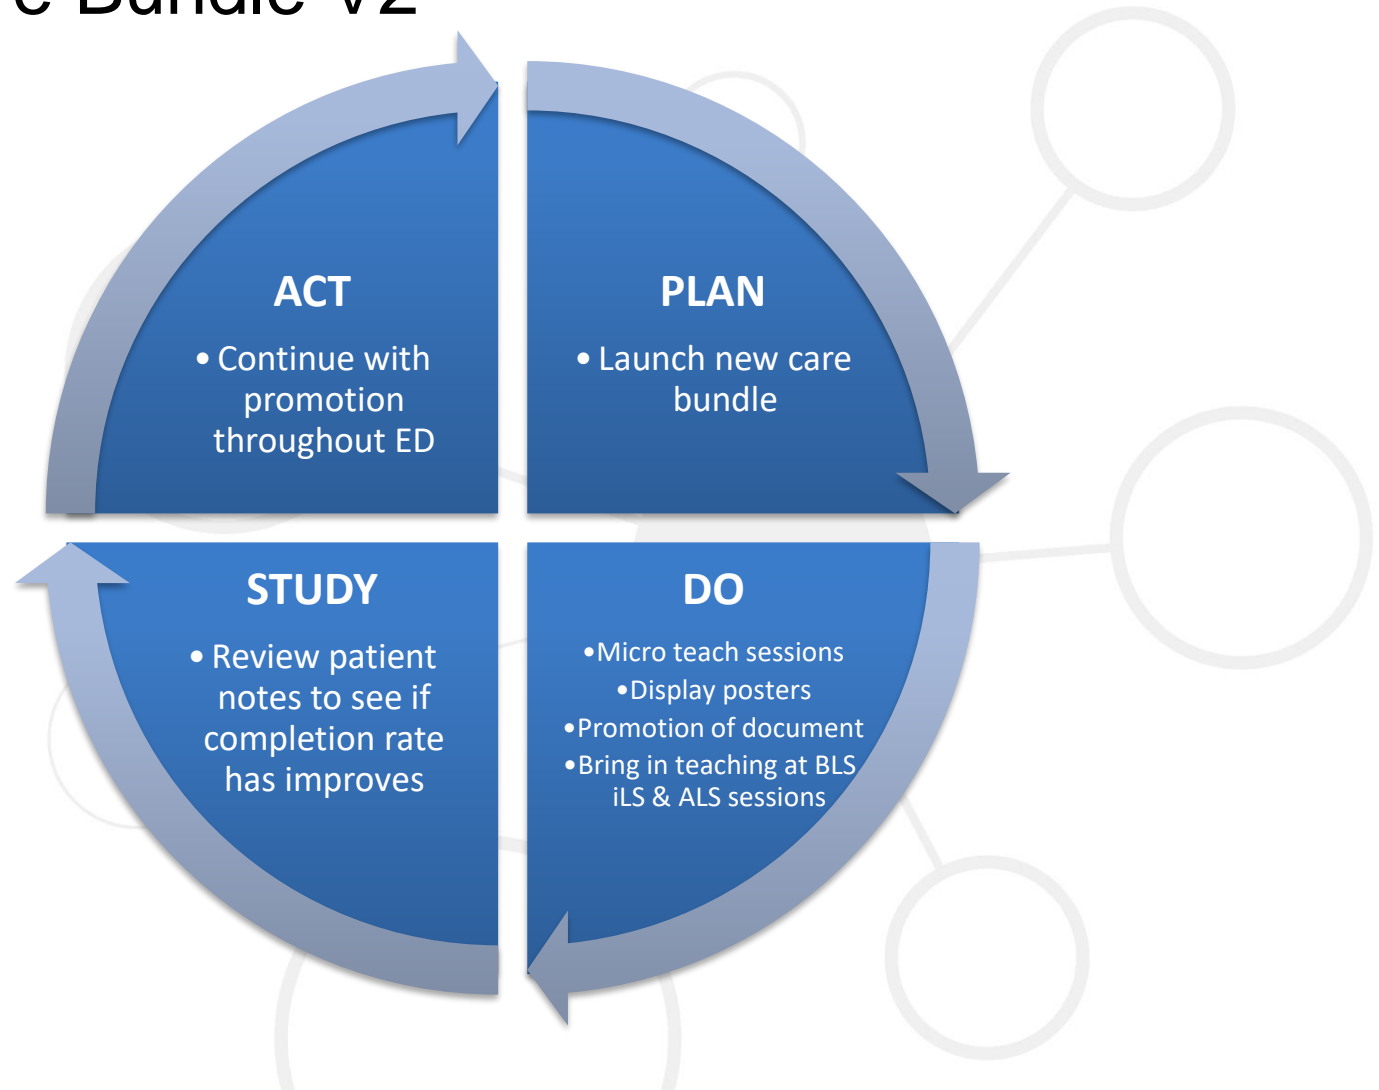 e Bundle V2
ACT
• Continue with
promotion
throughout ED
PLAN
• Launch new care
bundle
STUDY
• Review patient
notes to see if
completion rate
has improves
DO
•Micro teach sessions
•Display posters
•Promotion of document
•Bring in teaching at BLS
iLS & ALS sessions